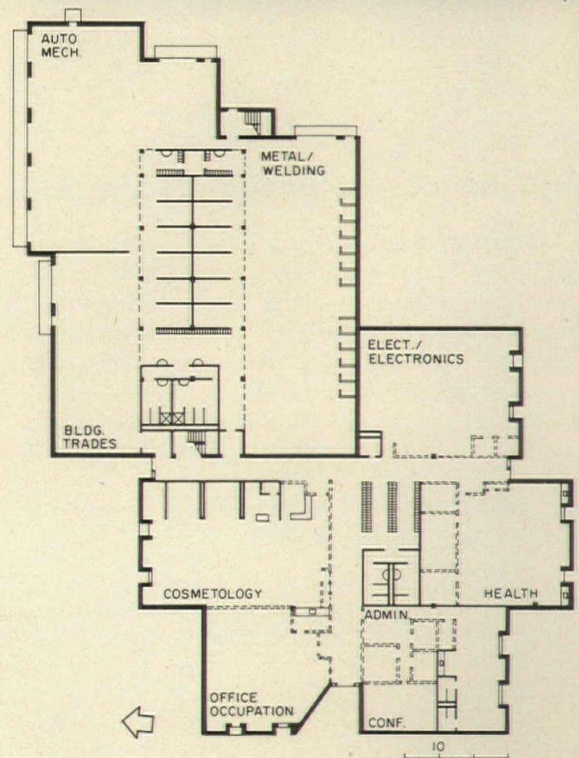 AUTO
MECH.
METAL/
WELDING
ELECT./
ELECTRONICS
BLDG.
TRADES
COSMETOLOGY
HEALTH
ADMIN
OFFICE
OCCUPATION
CONF.
10